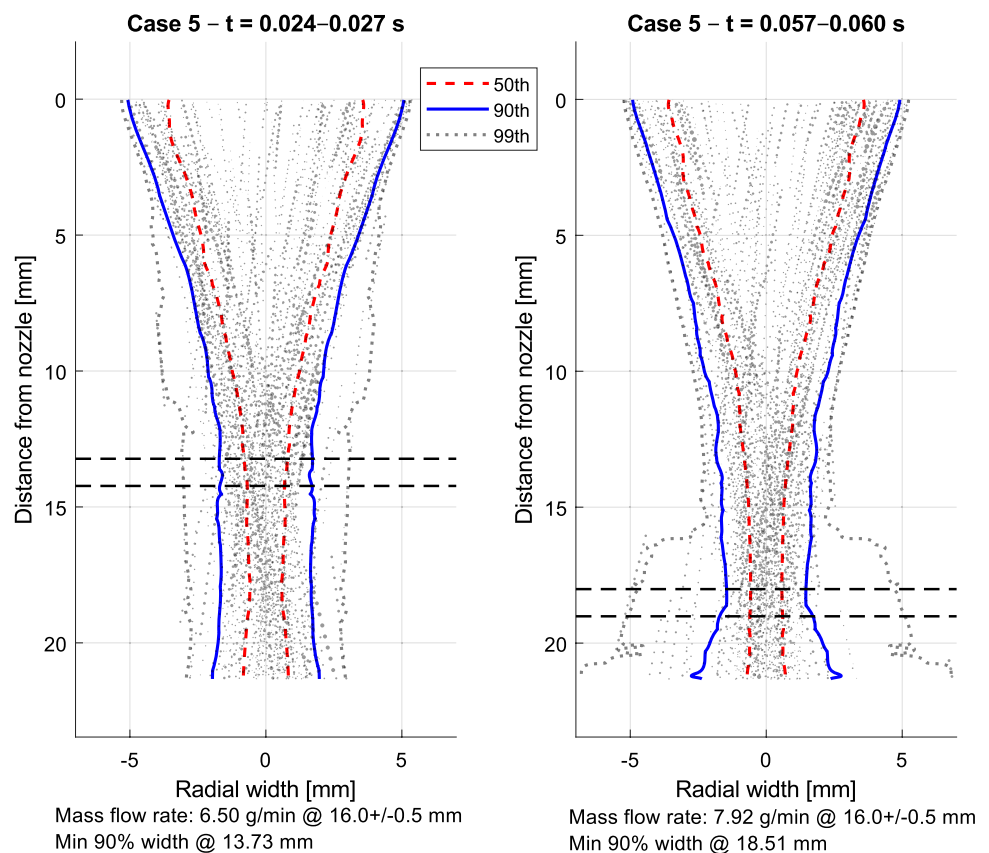 Case 5 – t = 0.024–0.027 s
Case 5 – t = 0.057–0.060 s
50th
90th
99th
0
5
10
15
20
Distance from nozzle [mm]
-5 0 5
Radial width [mm]
Mass flow rate: 6.50 g/min @ 16.0+/-0.5 mm
Min 90% width @ 13.73 mm
0
5
10
15
20
Distance from nozzle [mm]
-5 0 5
Radial width [mm]
Mass flow rate: 7.92 g/min @ 16.0+/-0.5 mm
Min 90% width @ 18.51 mm